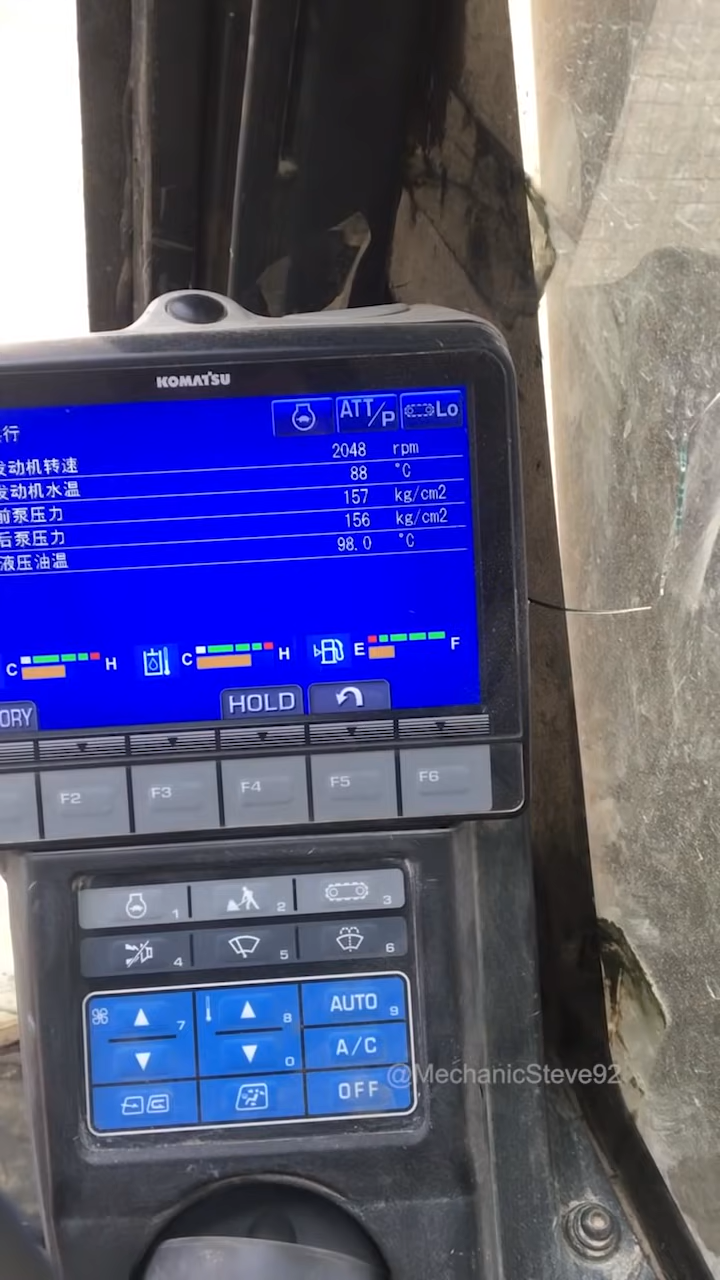 KOMATSU
ATT/P Lo
行
发动机转速 2048 rpm
发动机水温 88 °C
前泵压力 157 kg/cm2
后泵压力 156 kg/cm2
液压油温 98.0 °C
C H C H E F
ORY HOLD
F2 F3 F4 F5 F6
1 2 3
4 5 6
7 8 AUTO 9
0 A/C
OFF
@MechanicSteve92